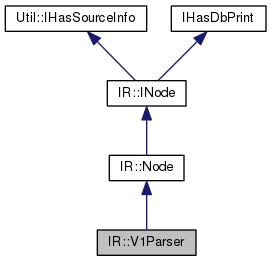 Util::IHasSourceInfo
IHasDbPrint
IR::INode
IR::Node
IR::V1Parser